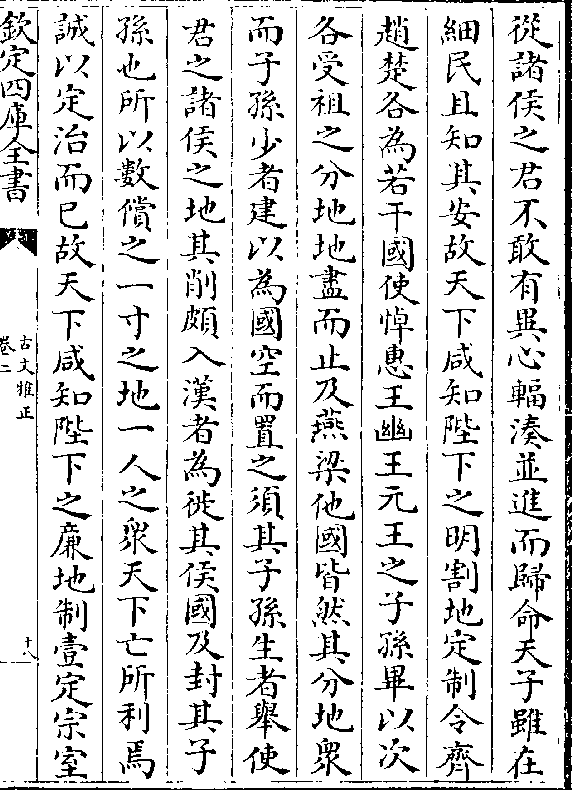 從諸侯之君不敢有異心輻湊並進而歸命天子雖在
細民且知其安故天下咸知陛下之明割地定制令齊
趙楚各為若干國使悼惠王幽王元王之子孫畢以次
各受祖之分地地盡而止及燕梁他國皆然其分地衆
而子孫少者建以為國空而置之須其子孫生者舉使
君之諸侯之地其削頗入漢者為徙其侯國及封其子
孫也所以數償之一寸之地一人之衆天下亡所利焉
誠以定治而已故天下咸知陛下之廉地制壹定宗室
欽定四庫全書
古文雅正
卷二
十八